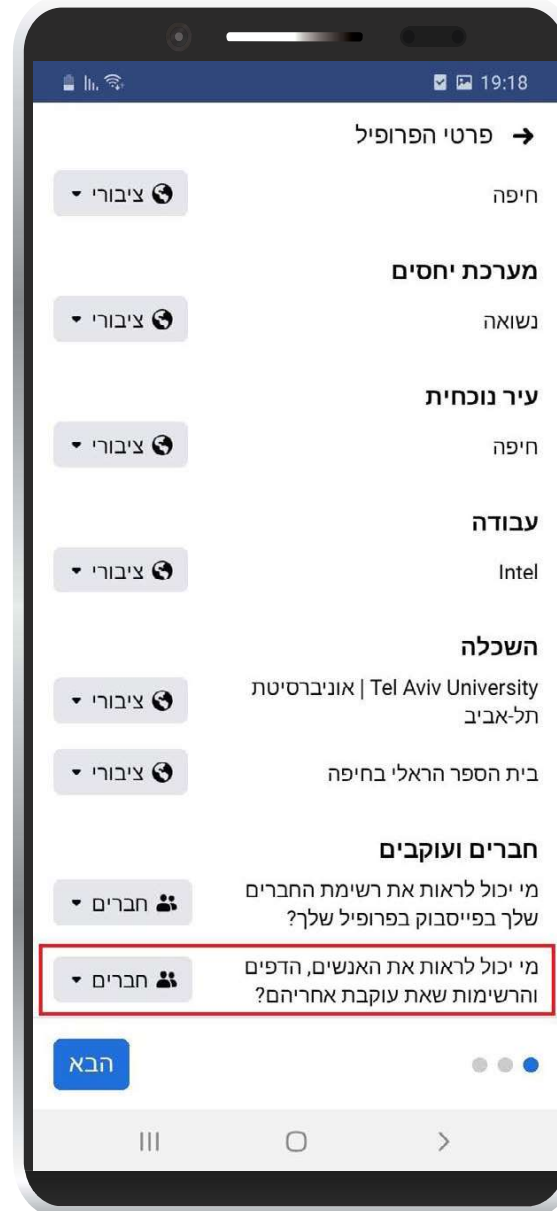 19:18
פרטי הפרופיל
חיפה
ציבורי
מערכת יחסים
נשואה
ציבורי
עיר נוכחית
חיפה
ציבורי
עבודה
Intel
ציבורי
השכלה
Tel Aviv University | אוניברסיטת
תל-אביב
ציבורי
בית הספר הראלי בחיפה
ציבורי
חברים ועוקבים
מי יכול לראות את רשימת החברים
שלך בפייסבוק בפרופיל שלך?
חברים
מי יכול לראות את האנשים, הדפים
והרשימות שאת עוקבת אחריהם?
חברים
הבא